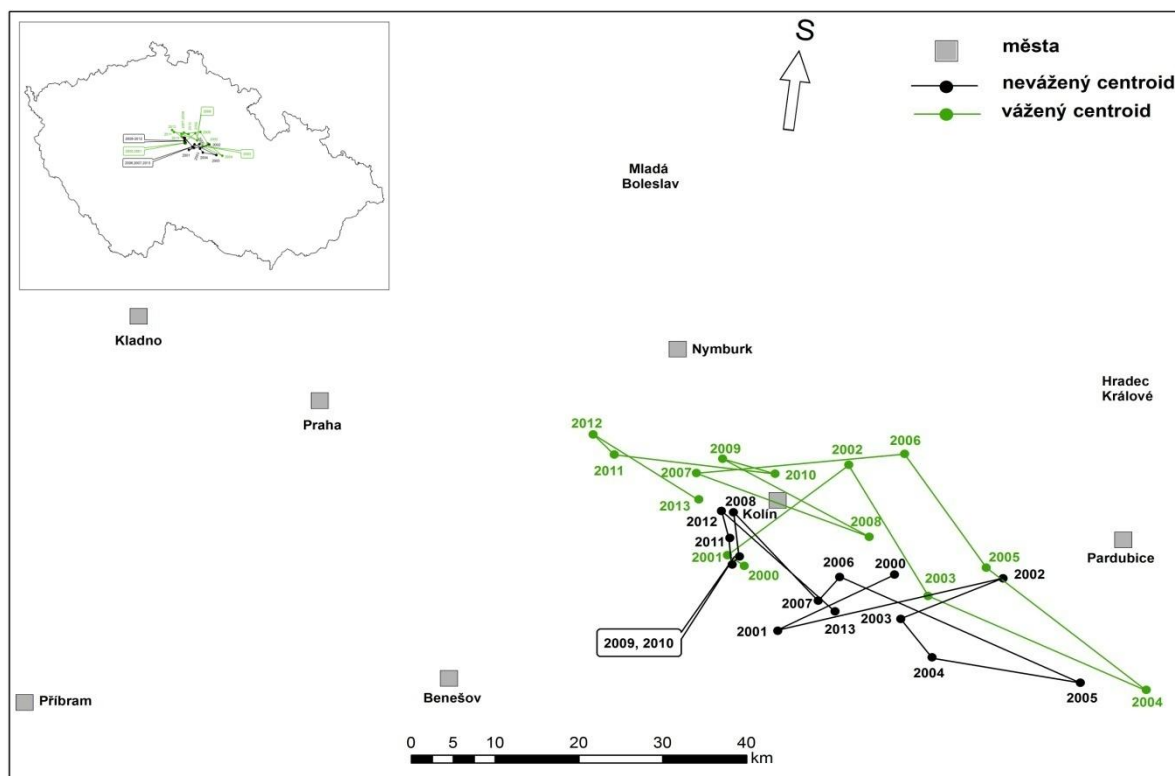 S
města
nevážený centroid
vážený centroid
Mladá
Boleslav
Kladno
Nymburk
Praha
Hradec
Králové
2012
2011
2009
2007
2010
2002
2006
2013
2008
Kolín
2012
2008
2011
2001
2000
2006
2000
2003
2005
2002
Pardubice
2007
2001
2013
2003
2009, 2010
2004
2005
2004
Příbram
Benešov
0 5 10 20 30 40
km